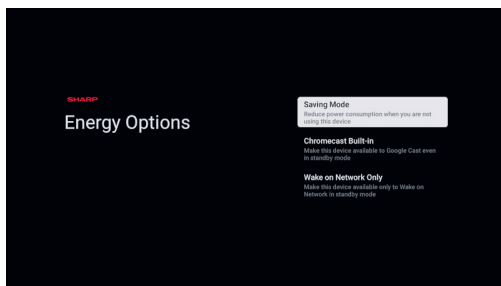 SHARP
Energy Options
Saving Mode
Reduce power consumption when you are not
using this device
Chromecast Built-in
Make this device available to Google Cast even
in standby mode
Wake on Network Only
Make this device available only to Wake on
Network in standby mode